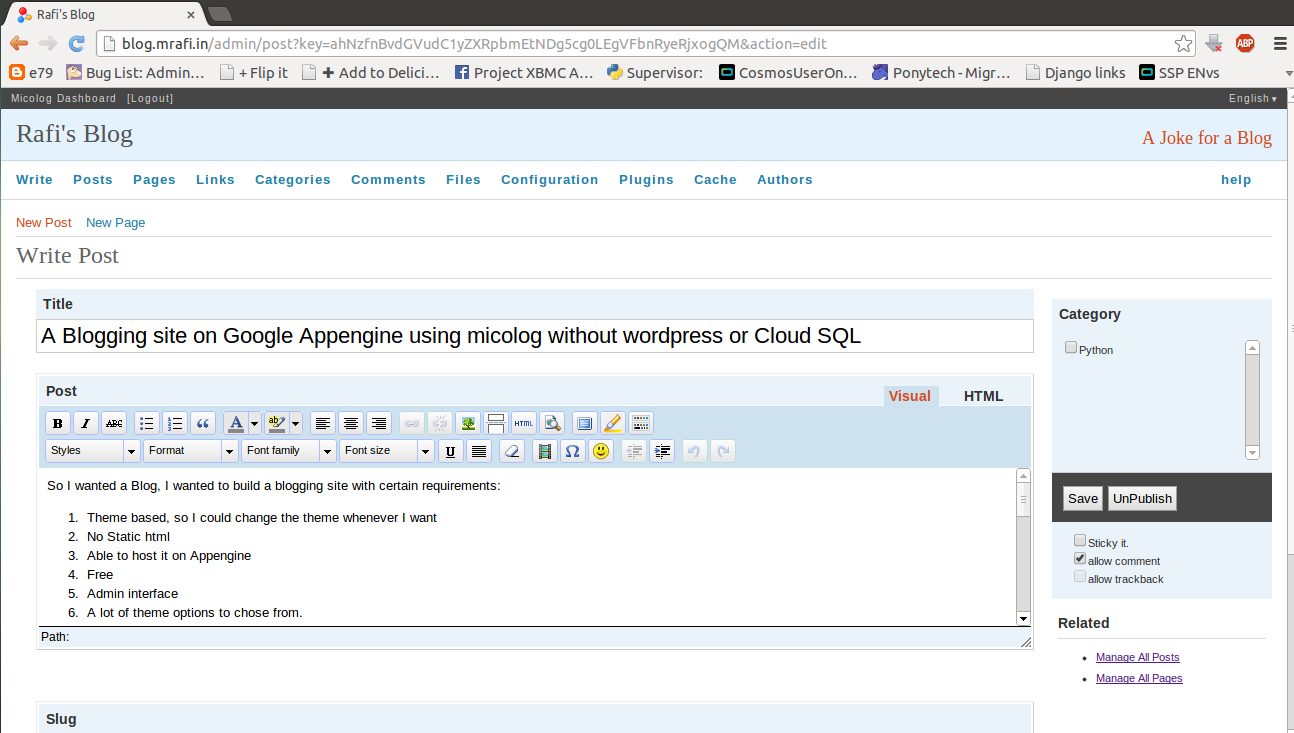 Rafi's Blog
blog.mrafi.in/admin/post?key=ahNzfnBvdGVudC1yZXRpbmEtNDg5cg0LEgVFbnRyeRjxogQM&action=edit
ABP
e79 Bug List: Admin... + Flip it + Add to Delici... Project XBMC A... Supervisor: CosmosUserOn... Ponytech - Migr... Django links SSP ENVs
Micolog Dashboard [Logout] English▾
Rafi's Blog
A Joke for a Blog
Write Posts Pages Links Categories Comments Files Configuration Plugins Cache Authors help
New Post New Page
Write Post
Title
A Blogging site on Google Appengine using micolog without wordpress or Cloud SQL
Post Visual HTML
B I ABC A ab HTML
Styles Format Font family Font size U Ω
So I wanted a Blog, I wanted to build a blogging site with certain requirements:
1. Theme based, so I could change the theme whenever I want
2. No Static html
3. Able to host it on Appengine
4. Free
5. Admin interface
6. A lot of theme options to chose from.
Path:
Slug
Category
Python
Save UnPublish
Sticky it.
allow comment
allow trackback
Related
• Manage All Posts
• Manage All Pages